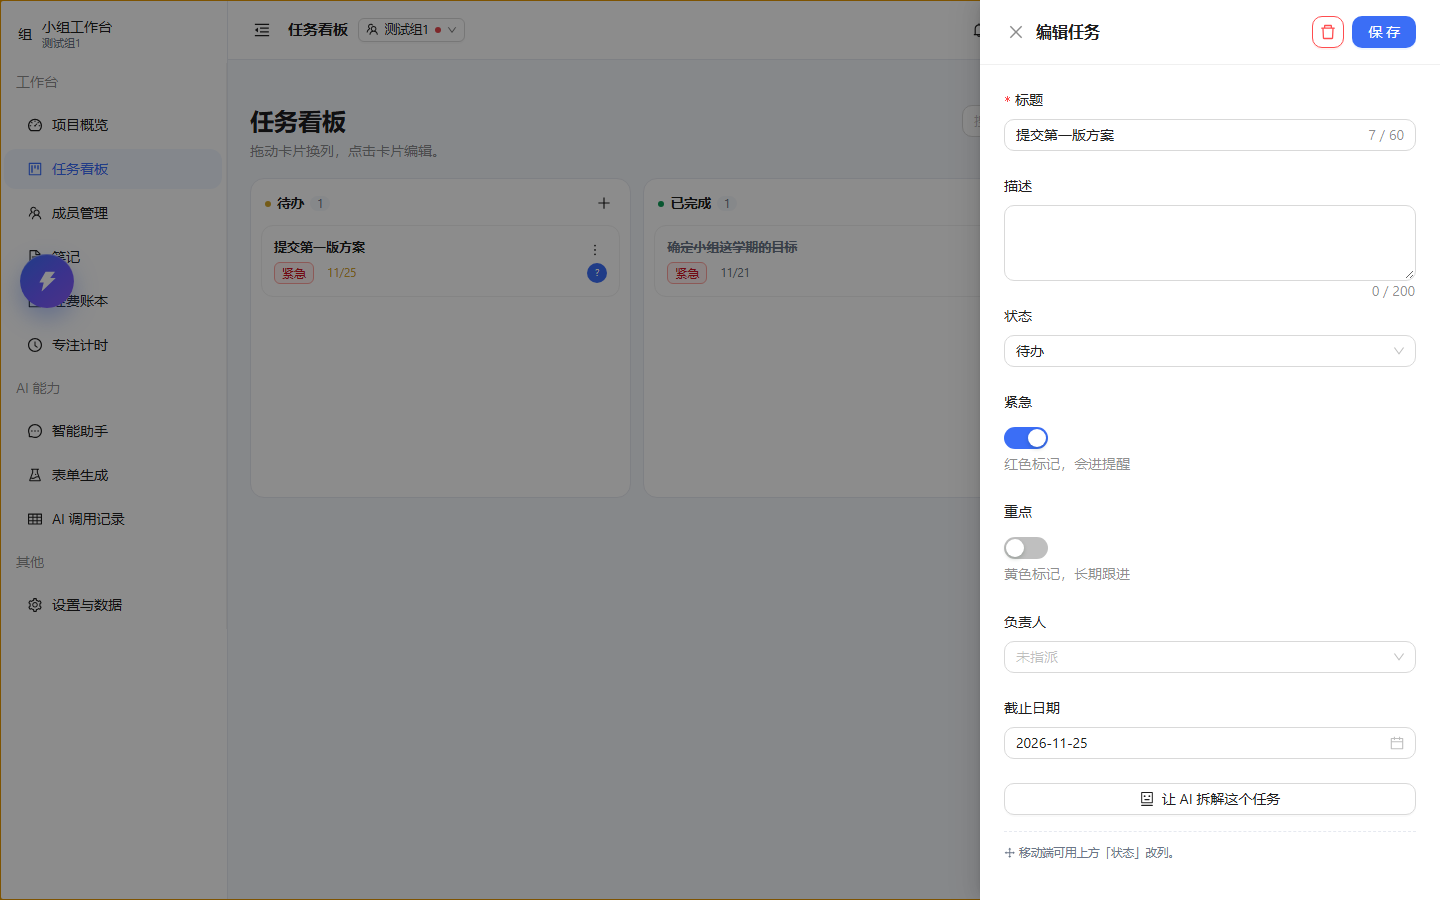 组
小组工作台
测试组1
工作台
项目概览
任务看板
成员管理
笔记
费账本
专注计时
AI 能力
智能助手
表单生成
AI 调用记录
其他
设置与数据
任务看板
测试组1
任务看板
拖动卡片换列，点击卡片编辑。
待办 1
提交第一版方案
紧急 11/25
?
已完成 1
确定小组这学期的目标
紧急 11/21
编辑任务
保 存
* 标题
提交第一版方案
7 / 60
描述
0 / 200
状态
待办
紧急
红色标记，会进提醒
重点
黄色标记，长期跟进
负责人
未指派
截止日期
2026-11-25
让 AI 拆解这个任务
移动端可用上方「状态」改列。